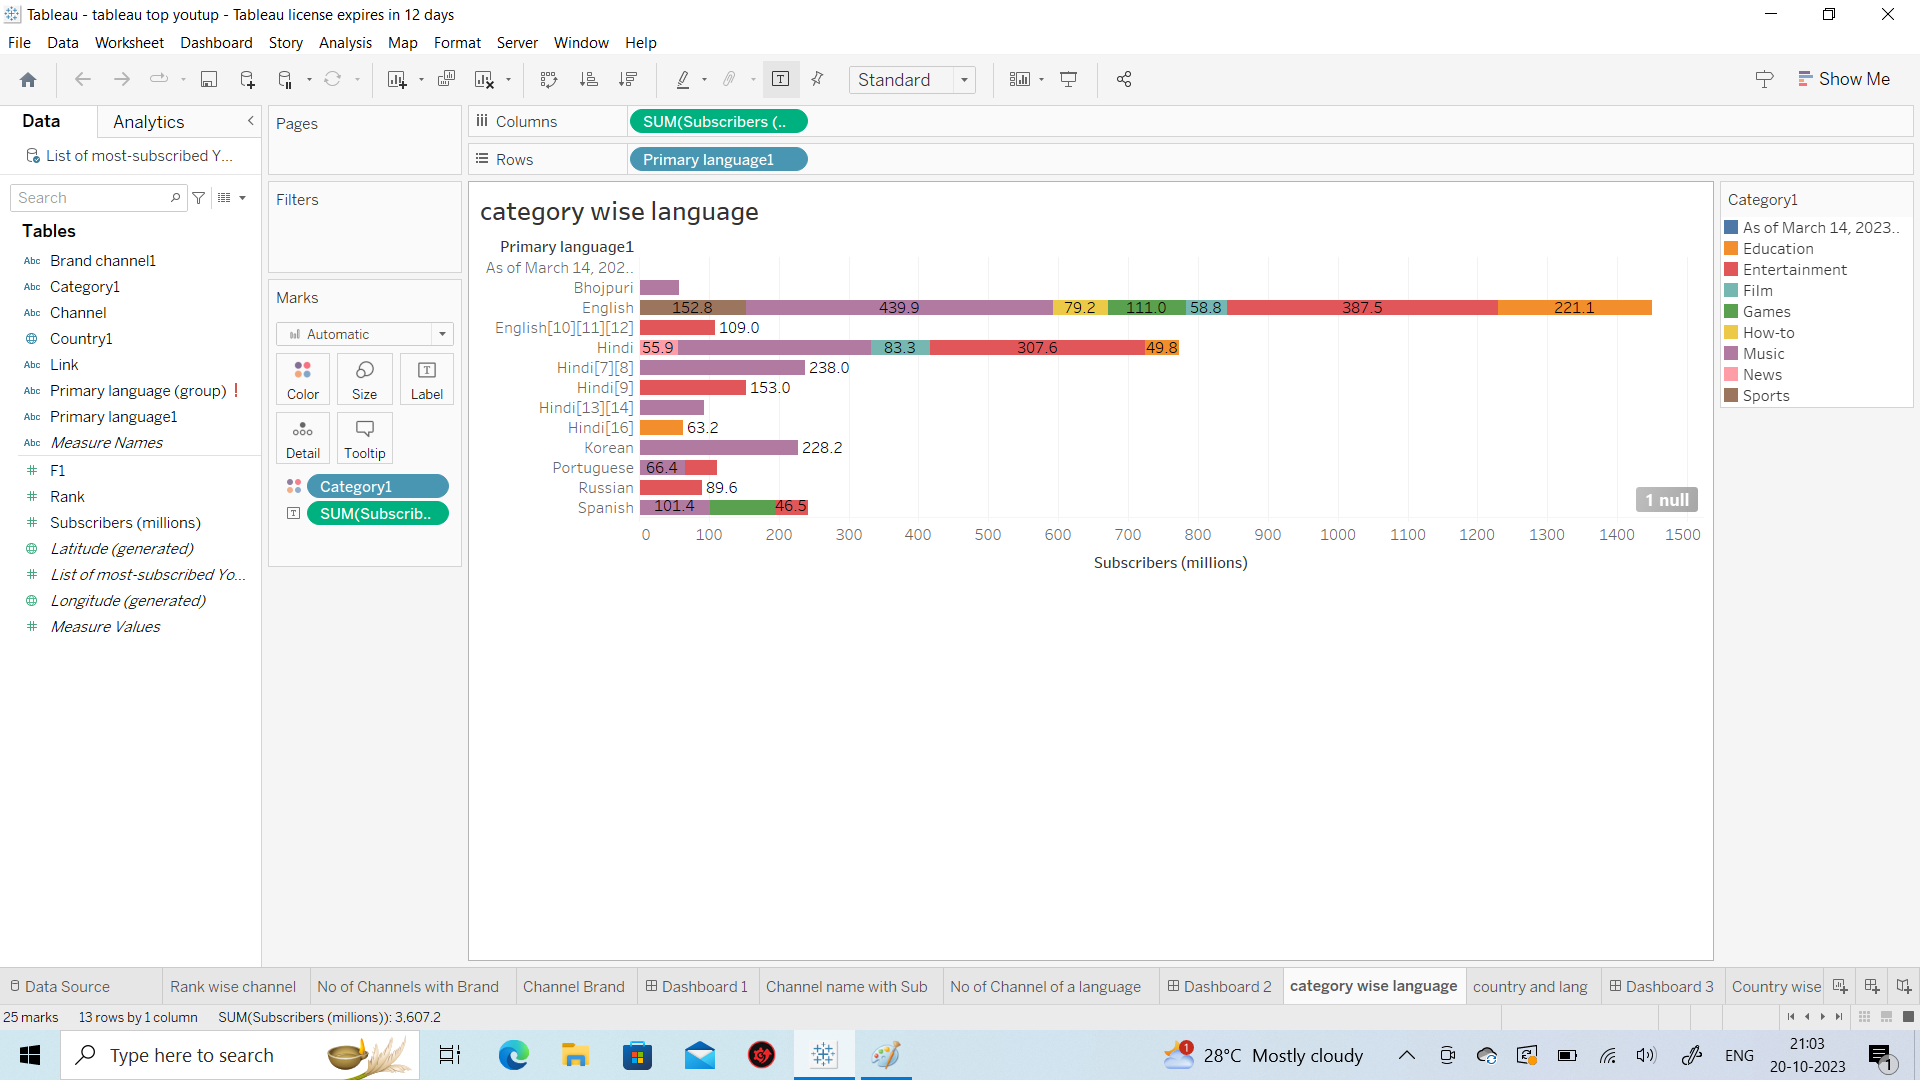 Tableau - tableau top youtup - Tableau license expires in 12 days
File Data Worksheet Dashboard Story Analysis Map Format Server Window Help
Standard
Show Me
Data
Analytics
List of most-subscribed Y...
Search
Tables
Abc Brand channel1
Abc Category1
Abc Channel
Country1
Abc Link
Abc Primary language (group) !
Abc Primary language1
Abc Measure Names
# F1
# Rank
# Subscribers (millions)
Latitude (generated)
# List of most-subscribed Yo...
Longitude (generated)
# Measure Values
Pages
Filters
Marks
Automatic
Color
Size
Label
Detail
Tooltip
Category1
SUM(Subscrib..
Columns
SUM(Subscribers (..
Rows
Primary language1
category wise language
Primary language1
As of March 14, 202..
Bhojpuri
English 152.8 439.9 79.2 111.0 58.8 387.5 221.1
English[10][11][12] 109.0
Hindi 55.9 83.3 307.6 49.8
Hindi[7][8] 238.0
Hindi[9] 153.0
Hindi[13][14]
Hindi[16] 63.2
Korean 228.2
Portuguese 66.4
Russian 89.6
Spanish 101.4 46.5
1 null
0 100 200 300 400 500 600 700 800 900 1000 1100 1200 1300 1400 1500
Subscribers (millions)
Category1
As of March 14, 2023..
Education
Entertainment
Film
Games
How-to
Music
News
Sports
Data Source Rank wise channel No of Channels with Brand Channel Brand Dashboard 1 Channel name with Sub No of Channel of a language Dashboard 2 category wise language country and lang Dashboard 3 Country wise
25 marks 13 rows by 1 column SUM(Subscribers (millions)): 3,607.2
Type here to search
1
28°C Mostly cloudy
ENG
21:03
20-10-2023
1